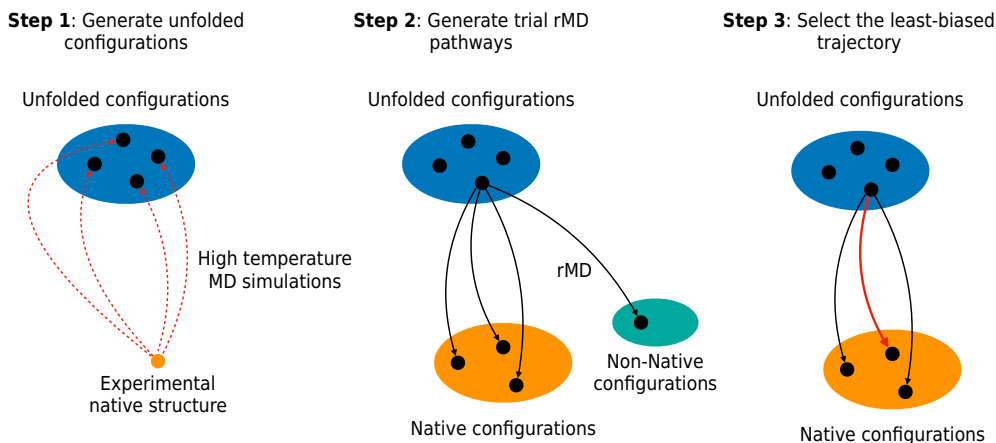 Step 1: Generate unfolded
configurations
Unfolded configurations
High temperature
MD simulations
Experimental
native structure
Step 2: Generate trial rMD
pathways
Unfolded configurations
rMD
Non-Native
configurations
Native configurations
Step 3: Select the least-biased
trajectory
Unfolded configurations
Native configurations